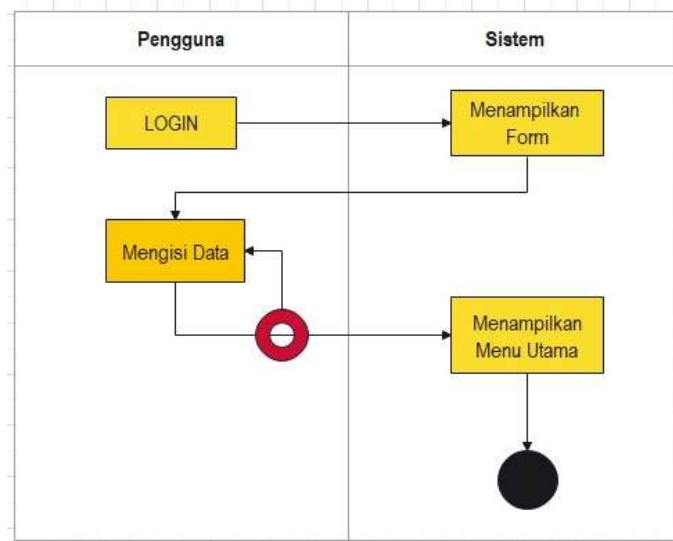 Pengguna
Sistem
LOGIN
Menampilkan
Form
Mengisi Data
Menampilkan
Menu Utama